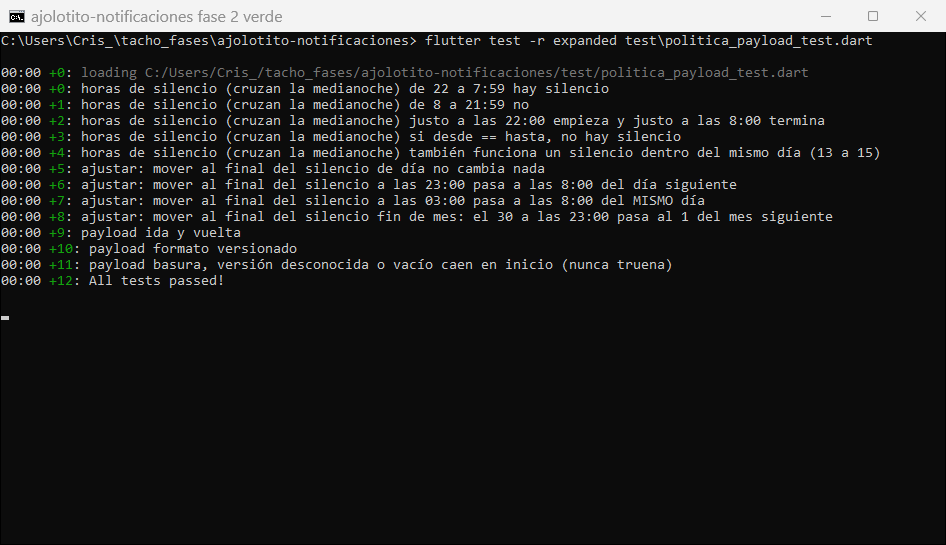 ajolotito-notificaciones fase 2 verde
C:\Users\Cris_\tacho_fases\ajolotito-notificaciones> flutter test -r expanded test\politica_payload_test.dart
00:00 +0: loading C:/Users/Cris_/tacho_fases/ajolotito-notificaciones/test/politica_payload_test.dart
00:00 +0: horas de silencio (cruzan la medianoche) de 22 a 7:59 hay silencio
00:00 +1: horas de silencio (cruzan la medianoche) de 8 a 21:59 no
00:00 +2: horas de silencio (cruzan la medianoche) justo a las 22:00 empieza y justo a las 8:00 termina
00:00 +3: horas de silencio (cruzan la medianoche) si desde == hasta, no hay silencio
00:00 +4: horas de silencio (cruzan la medianoche) también funciona un silencio dentro del mismo día (13 a 15)
00:00 +5: ajustar: mover al final del silencio de día no cambia nada
00:00 +6: ajustar: mover al final del silencio a las 23:00 pasa a las 8:00 del día siguiente
00:00 +7: ajustar: mover al final del silencio a las 03:00 pasa a las 8:00 del MISMO día
00:00 +8: ajustar: mover al final del silencio fin de mes: el 30 a las 23:00 pasa al 1 del mes siguiente
00:00 +9: payload ida y vuelta
00:00 +10: payload formato versionado
00:00 +11: payload basura, versión desconocida o vacío caen en inicio (nunca truena)
00:00 +12: All tests passed!